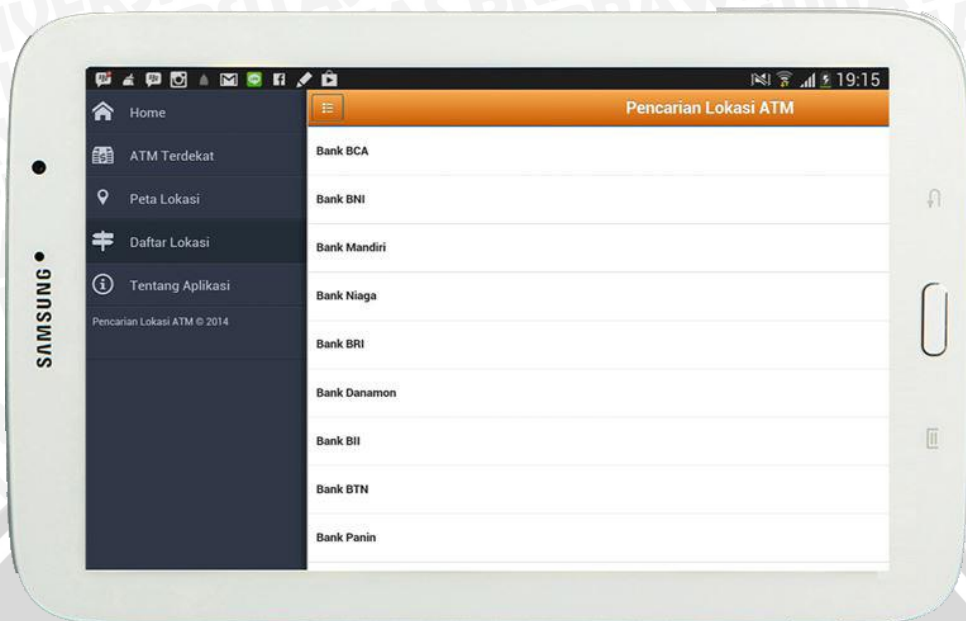 19:15
Home
ATM Terdekat
Peta Lokasi
Daftar Lokasi
Tentang Aplikasi
Pencarian Lokasi ATM © 2014
Pencarian Lokasi ATM
Bank BCA
Bank BNI
Bank Mandiri
Bank Niaga
Bank BRI
Bank Danamon
Bank BII
Bank BTN
Bank Panin
SAMSUNG